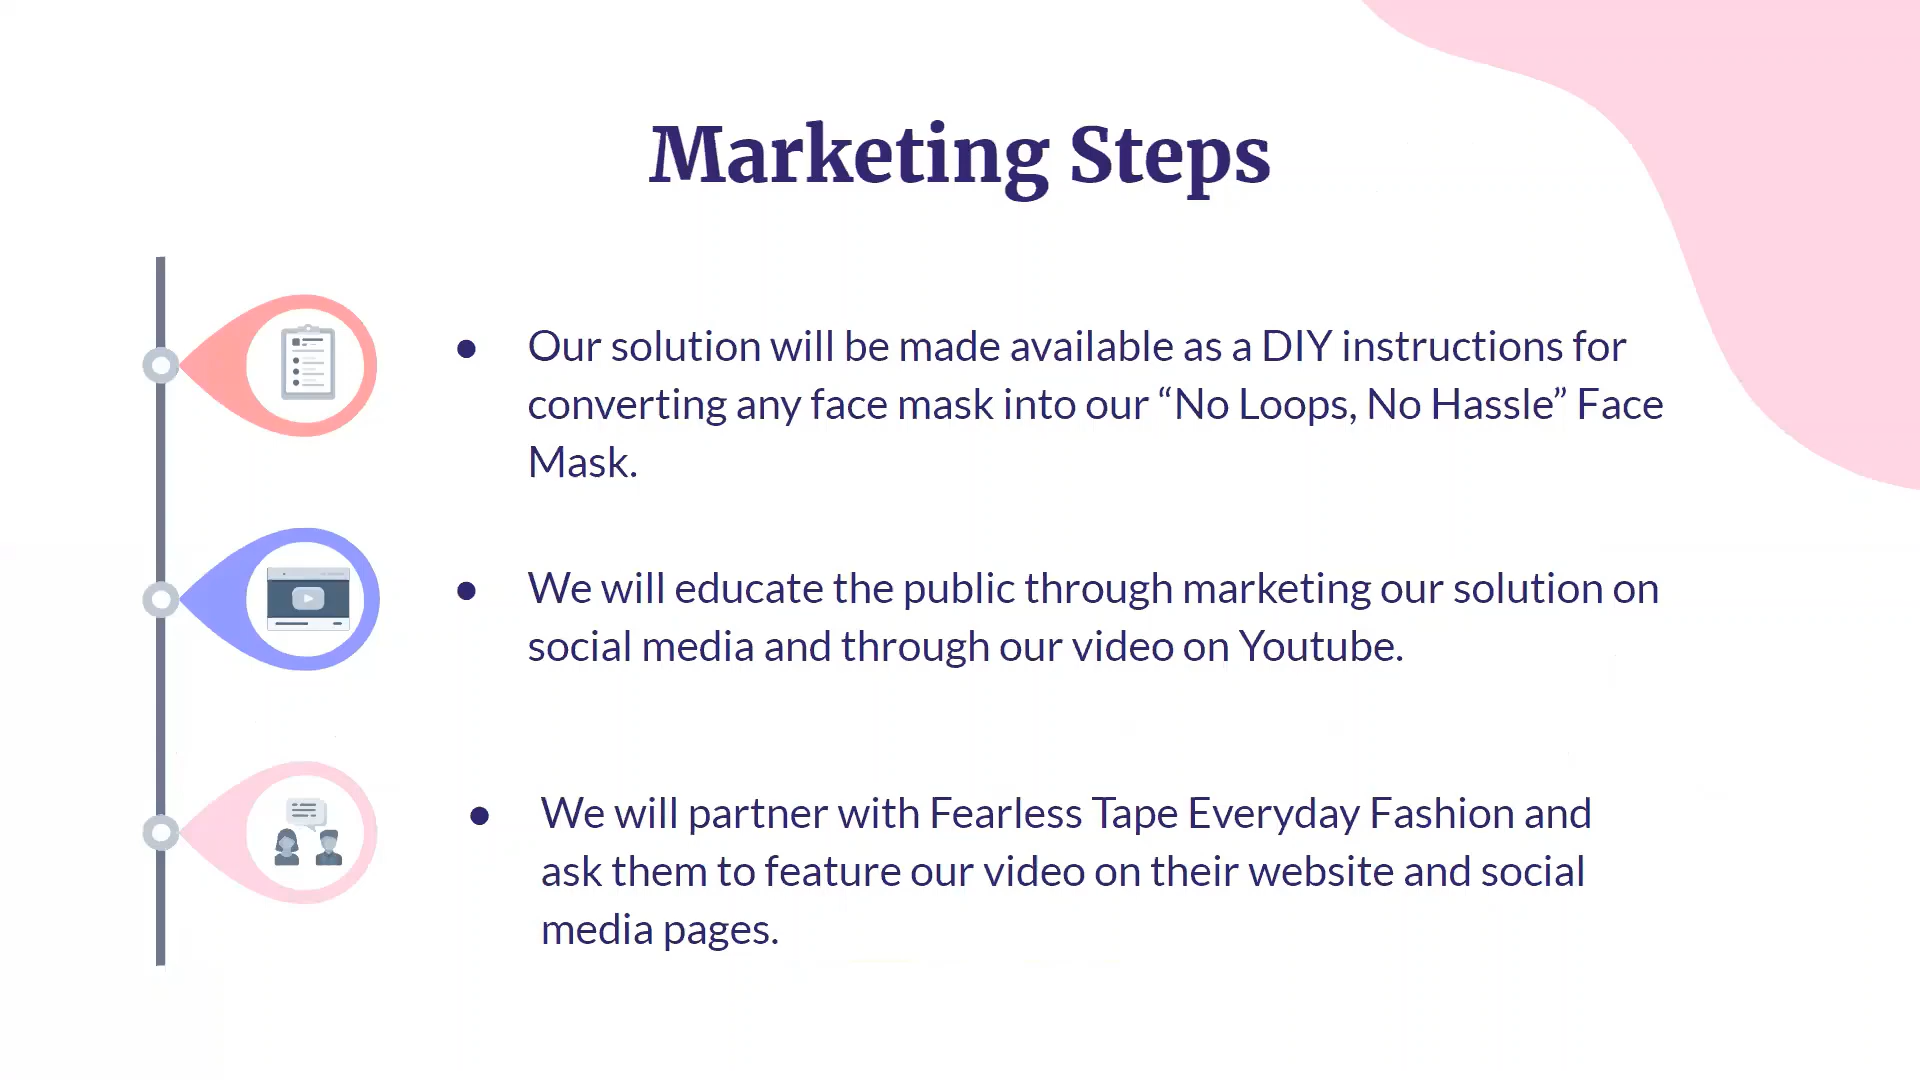 Marketing Steps
● Our solution will be made available as a DIY instructions for
converting any face mask into our “No Loops, No Hassle” Face
Mask.
● We will educate the public through marketing our solution on
social media and through our video on Youtube.
● We will partner with Fearless Tape Everyday Fashion and
ask them to feature our video on their website and social
media pages.